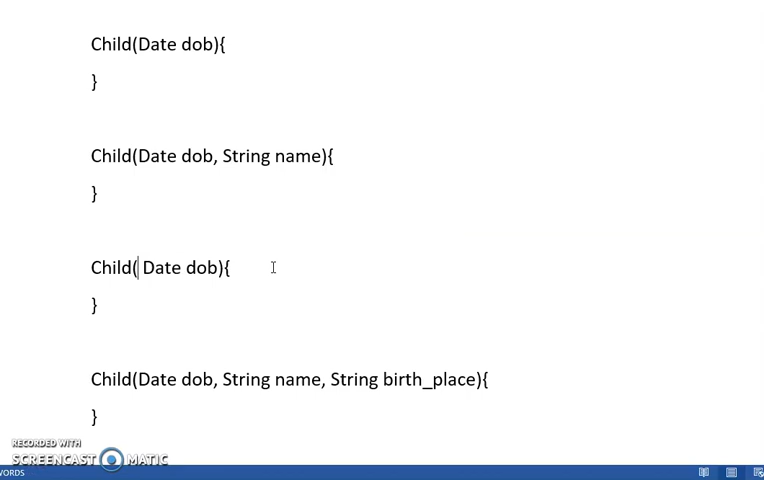 Child(Date dob){
}
Child(Date dob, String name){
}
Child( Date dob){
}
Child(Date dob, String name, String birth_place){
}
RECORDED WITH
SCREENCAST MATIC
WORDS